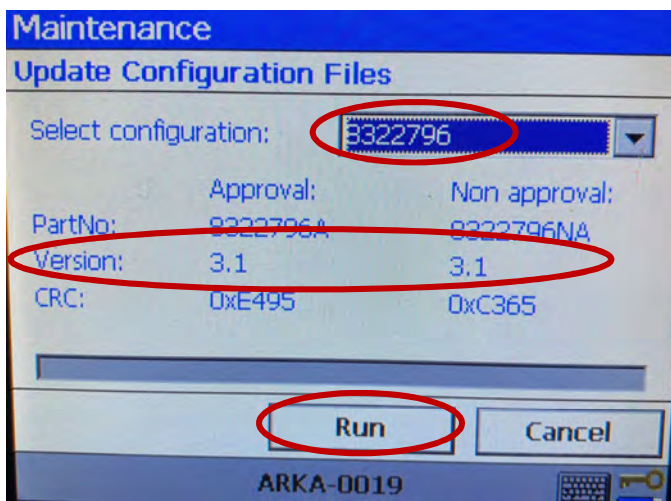 Maintenance
Update Configuration Files
Select configuration: 8322796
Approval: Non approval:
PartNo: 8322796A 8322796NA
Version: 3.1 3.1
CRC: 0xE495 0xC365
Run Cancel
ARKA-0019